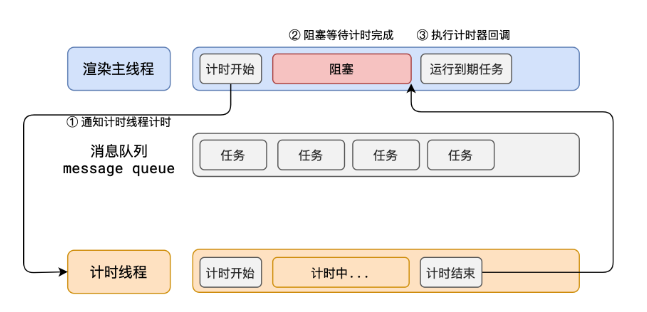 ② 阻塞等待计时完成
③ 执行计时器回调
渲染主线程
计时开始
阻塞
运行到期任务
① 通知计时线程计时
消息队列
message queue
任务
任务
任务
任务
计时线程
计时开始
计时中...
计时结束